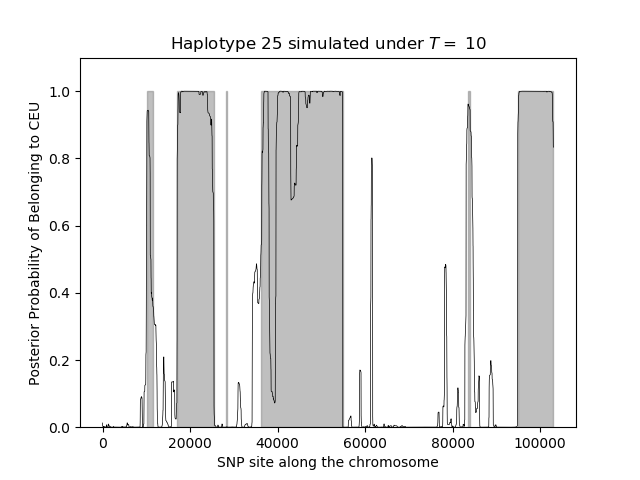 Haplotype 25 simulated under T = 10
Posterior Probability of Belonging to CEU
1.0
0.8
0.6
0.4
0.2
0.0
0 20000 40000 60000 80000 100000
SNP site along the chromosome